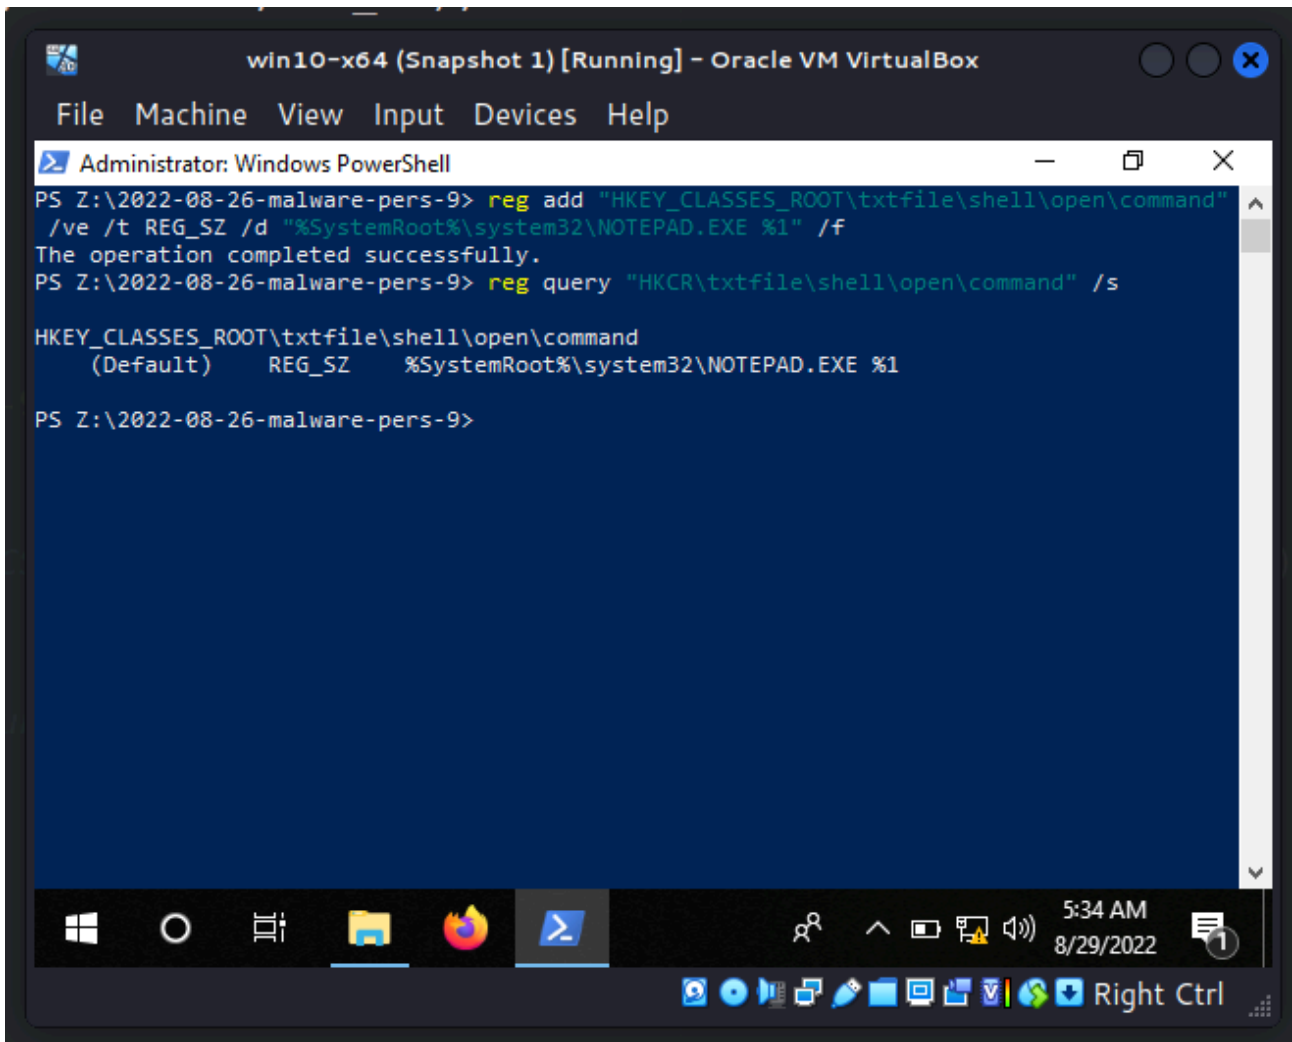 win10-x64 (Snapshot 1) [Running] - Oracle VM VirtualBox
File Machine View Input Devices Help
Administrator: Windows PowerShell
PS Z:\2022-08-26-malware-pers-9> reg add "HKEY_CLASSES_ROOT\txtfile\shell\open\command"
 /ve /t REG_SZ /d "%SystemRoot%\system32\NOTEPAD.EXE %1" /f
The operation completed successfully.
PS Z:\2022-08-26-malware-pers-9> reg query "HKCR\txtfile\shell\open\command" /s
HKEY_CLASSES_ROOT\txtfile\shell\open\command
    (Default)    REG_SZ    %SystemRoot%\system32\NOTEPAD.EXE %1
PS Z:\2022-08-26-malware-pers-9>
5:34 AM
8/29/2022
1
Right Ctrl